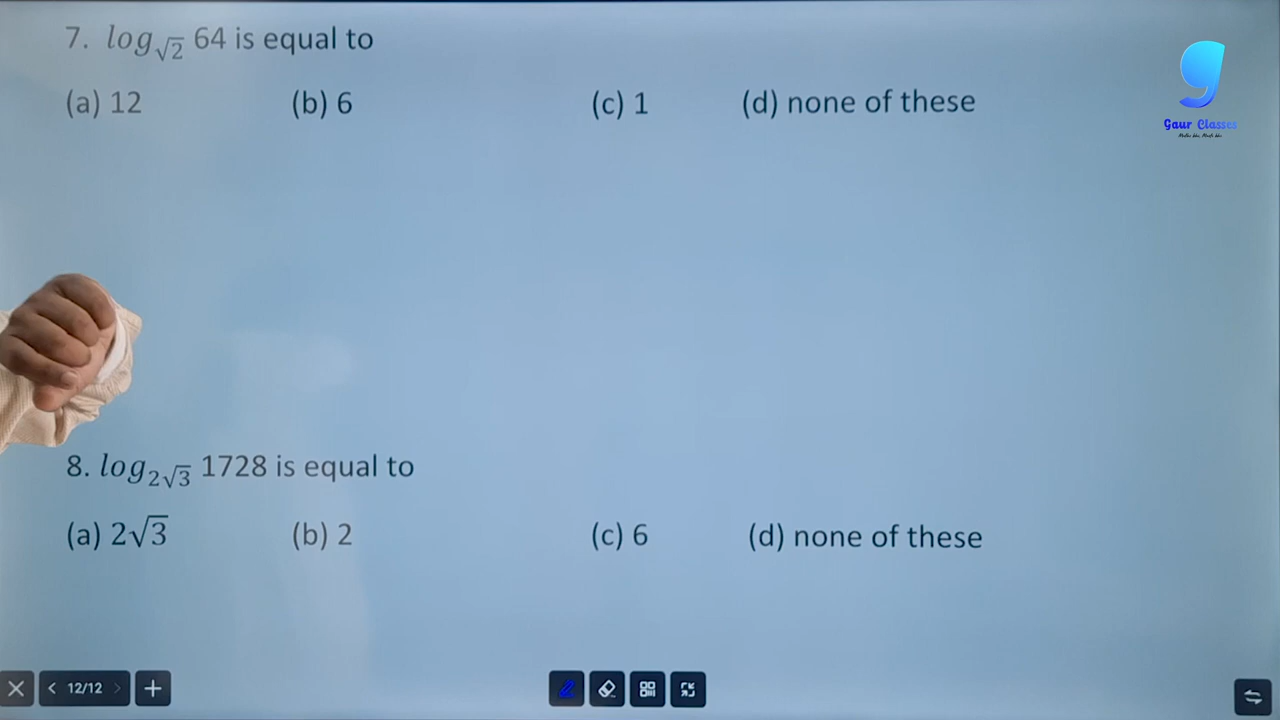 7. log√2 64 is equal to
(a) 12 (b) 6 (c) 1 (d) none of these
Gaur Classes
8. log2√3 1728 is equal to
(a) 2√3 (b) 2 (c) 6 (d) none of these
12/12